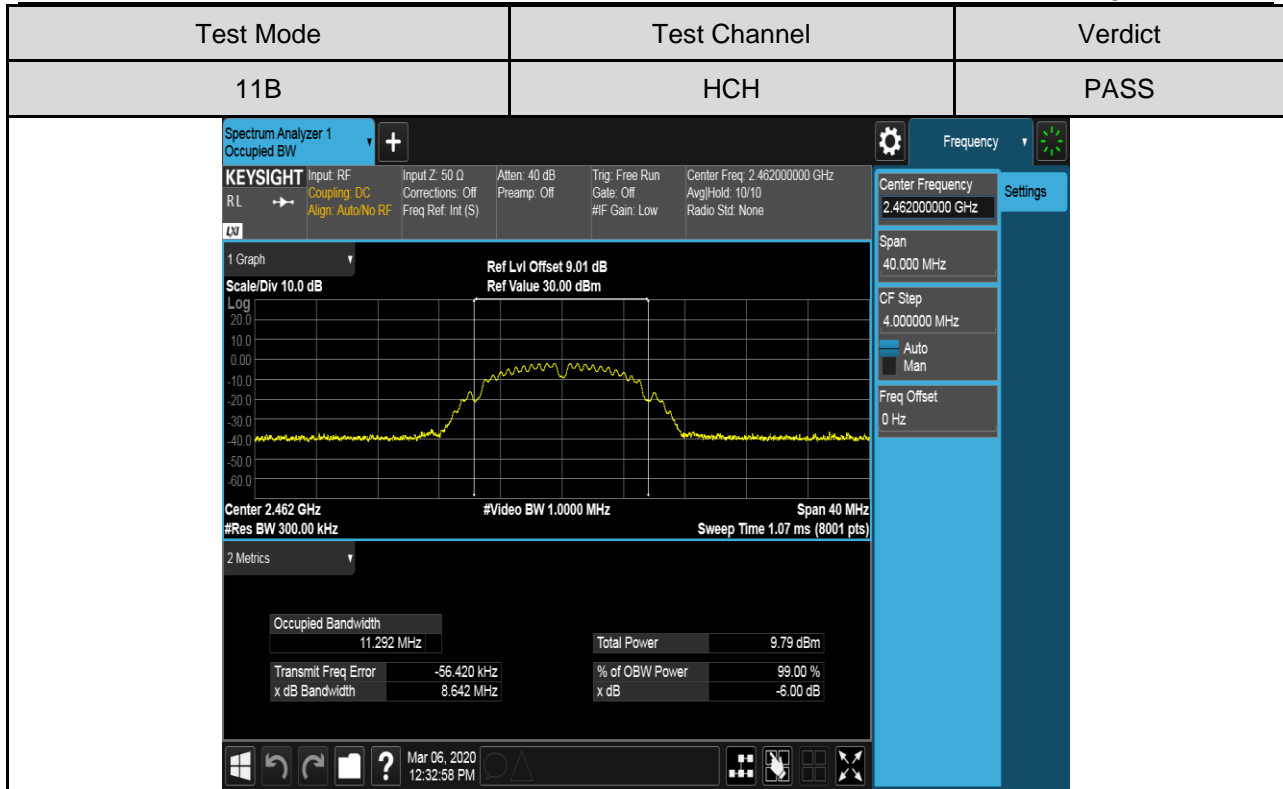 Test Mode Test Channel Verdict
11B HCH PASS
Spectrum Analyzer 1
Occupied BW
+
Frequency
KEYSIGHT Input: RF Input Z: 50 Ω Atten: 40 dB Trig: Free Run Center Freq: 2.462000000 GHz
RL Coupling: DC Corrections: Off Preamp: Off Gate: Off Avg|Hold: 10/10
Align: Auto/No RF Freq Ref: Int (S) #IF Gain: Low Radio Std: None
LXI
Center Frequency
2.462000000 GHz
Settings
Span
40.000 MHz
CF Step
4.000000 MHz
Auto
Man
Freq Offset
0 Hz
1 Graph
Ref Lvl Offset 9.01 dB
Scale/Div 10.0 dB Ref Value 30.00 dBm
Log
20.0
10.0
0.00
-10.0
-20.0
-30.0
-40.0
-50.0
-60.0
Center 2.462 GHz #Video BW 1.0000 MHz Span 40 MHz
#Res BW 300.00 kHz Sweep Time 1.07 ms (8001 pts)
2 Metrics
Occupied Bandwidth
11.292 MHz Total Power 9.79 dBm
Transmit Freq Error -56.420 kHz % of OBW Power 99.00 %
x dB Bandwidth 8.642 MHz x dB -6.00 dB
? Mar 06, 2020
12:32:58 PM